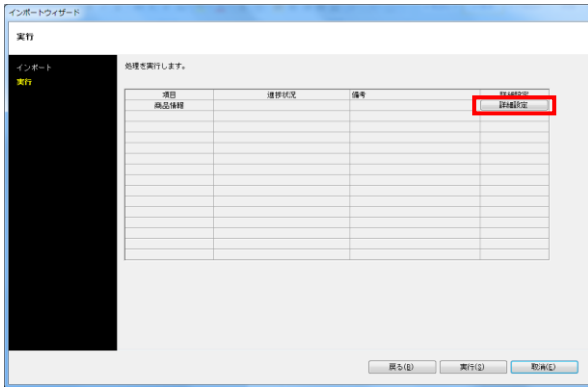 インポートウィザード
実行
インポート
実行
処理を実行します。
項目 進捗状況 備考 詳細設定
商品情報 詳細設定
戻る(B) 実行(S) 取消(E)